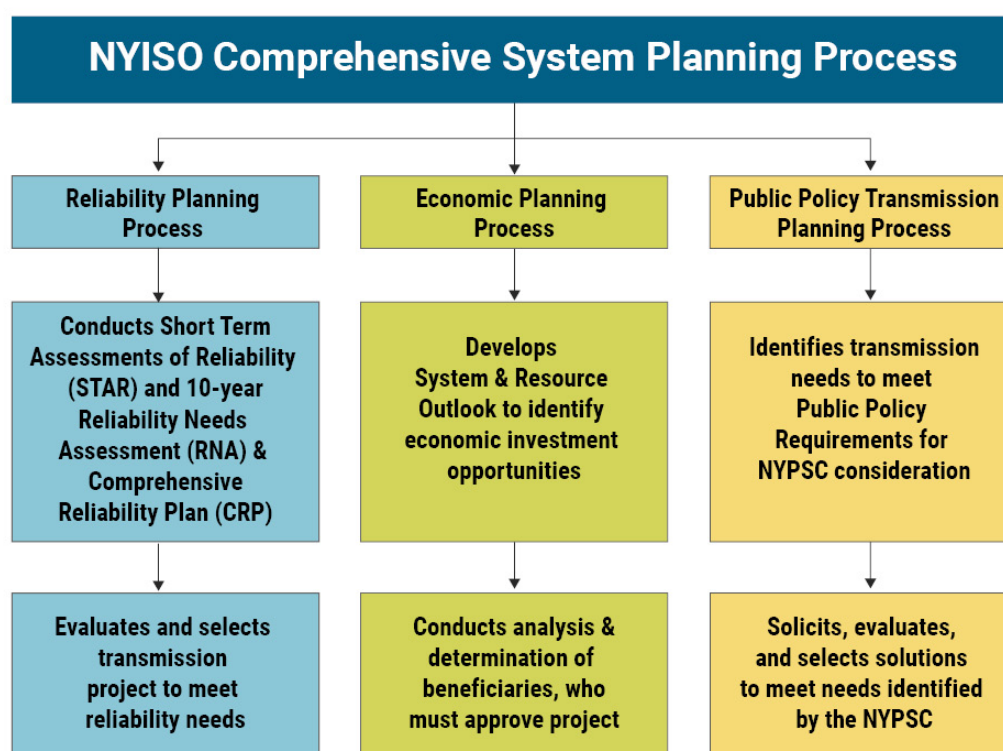 NYISO Comprehensive System Planning Process
Reliability Planning
Process
Economic Planning
Process
Public Policy Transmission
Planning Process
Conducts Short Term
Assessments of Reliability
(STAR) and 10-year
Reliability Needs
Assessment (RNA) &
Comprehensive
Reliability Plan (CRP)
Develops
System & Resource
Outlook to identify
economic investment
opportunities
Identifies transmission
needs to meet
Public Policy
Requirements for
NYPSC consideration
Evaluates and selects
transmission
project to meet
reliability needs
Conducts analysis &
determination of
beneficiaries, who
must approve project
Solicits, evaluates,
and selects solutions
to meet needs identified
by the NYPSC